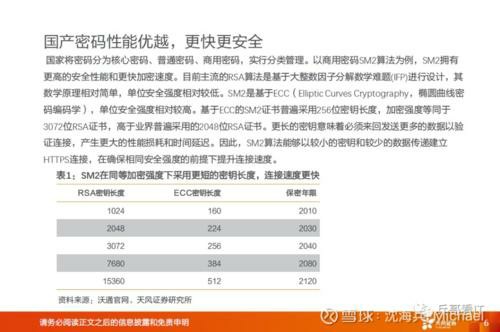 国产密码性能优越，更快更安全
国家将密码分为核心密码、普通密码、商用密码，实行分类管理。以商用密码SM2算法为例，SM2拥有
更高的安全性能和更快加密速度。目前主流的RSA算法是基于大整数因子分解数学难题(IFP)进行设计，其
数学原理相对简单，单位安全强度相对较低。SM2是基于ECC（Elliptic Curves Cryptography，椭圆曲线密
码编码学），单位安全强度相对较高。基于ECC的SM2证书普遍采用256位密钥长度，加密强度等同于
3072位RSA证书，高于业界普遍采用的2048位RSA证书。更长的密钥意味着必须来回发送更多的数据以验
证连接，产生更大的性能损耗和时间延迟。因此，SM2算法能够以较小的密钥和较少的数据传递建立
HTTPS连接，在确保相同安全强度的前提下提升连接速度。
表1：SM2在同等加密强度下采用更短的密钥长度，连接速度更快
RSA密钥长度 ECC密钥长度 保密年限
1024 160 2010
2048 224 2030
3072 256 2040
7680 384 2080
15360 512 2120
资料来源：沃通官网、天风证券研究所
请务必阅读正文之后的信息披露和免责申明
雪球：沈海兵Michael
6